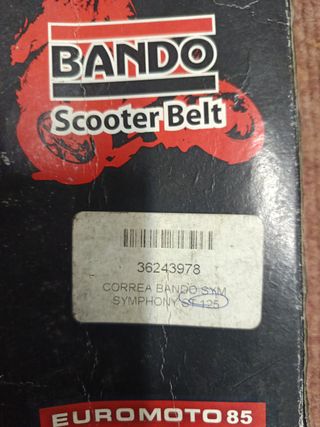 BANDO
Scooter Belt
36243978
CORREA BANDO SYM
SYMPHONY ST 125
EUROMOTO85